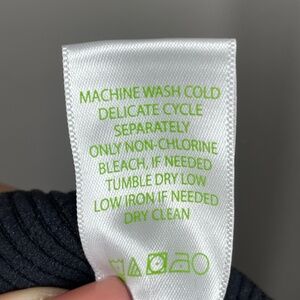 MACHINE WASH COLD
DELICATE CYCLE
SEPARATELY
ONLY NON-CHLORINE
BLEACH, IF NEEDED
TUMBLE DRY LOW
LOW IRON IF NEEDED
DRY CLEAN